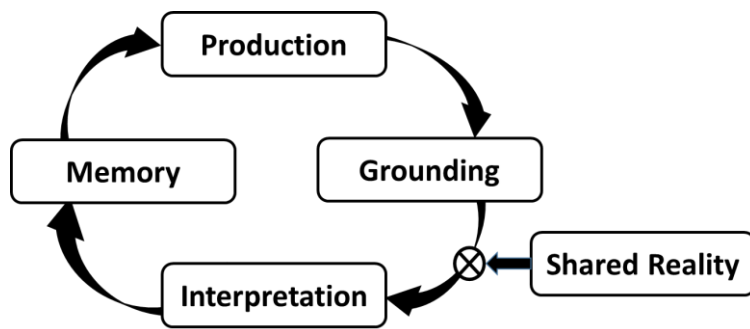 Production
Memory
Grounding
Shared Reality
Interpretation